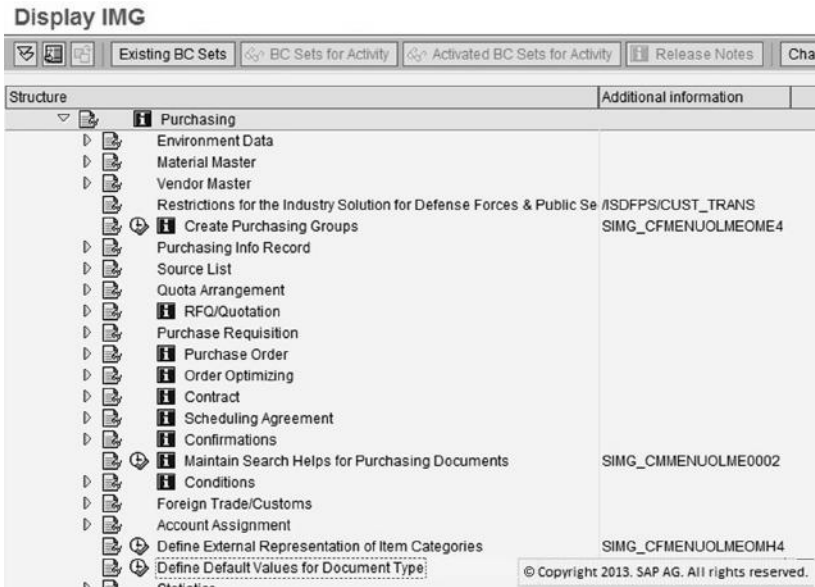 Display IMG
Existing BC Sets BC Sets for Activity Activated BC Sets for Activity Release Notes Cha
Structure Additional information
Purchasing
Environment Data
Material Master
Vendor Master
Restrictions for the Industry Solution for Defense Forces & Public Se /ISDFPS/CUST_TRANS
Create Purchasing Groups SIMG_CFMENUOLMEOME4
Purchasing Info Record
Source List
Quota Arrangement
RFQ/Quotation
Purchase Requisition
Purchase Order
Order Optimizing
Contract
Scheduling Agreement
Confirmations
Maintain Search Helps for Purchasing Documents SIMG_CMMENUOLME0002
Conditions
Foreign Trade/Customs
Account Assignment
Define External Representation of Item Categories SIMG_CFMENUOLMEOMH4
Define Default Values for Document Type
© Copyright 2013. SAP AG. All rights reserved.
Statistics